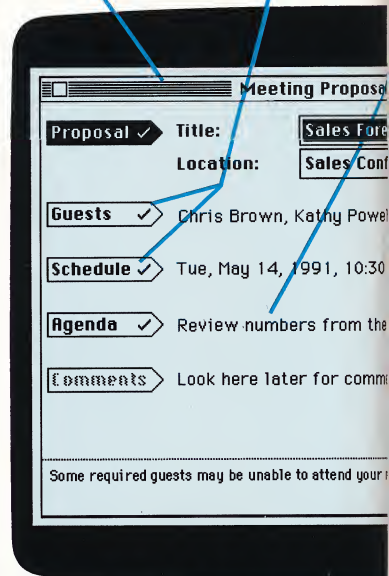 Meeting Proposa
Proposal ✓ Title: Sales Fore
Location: Sales Conf
Guests ✓ Chris Brown, Kathy Powel
Schedule ✓ Tue, May 14, 1991, 10:30
Agenda ✓ Review numbers from the
Comments Look here later for comme
Some required guests may be unable to attend your